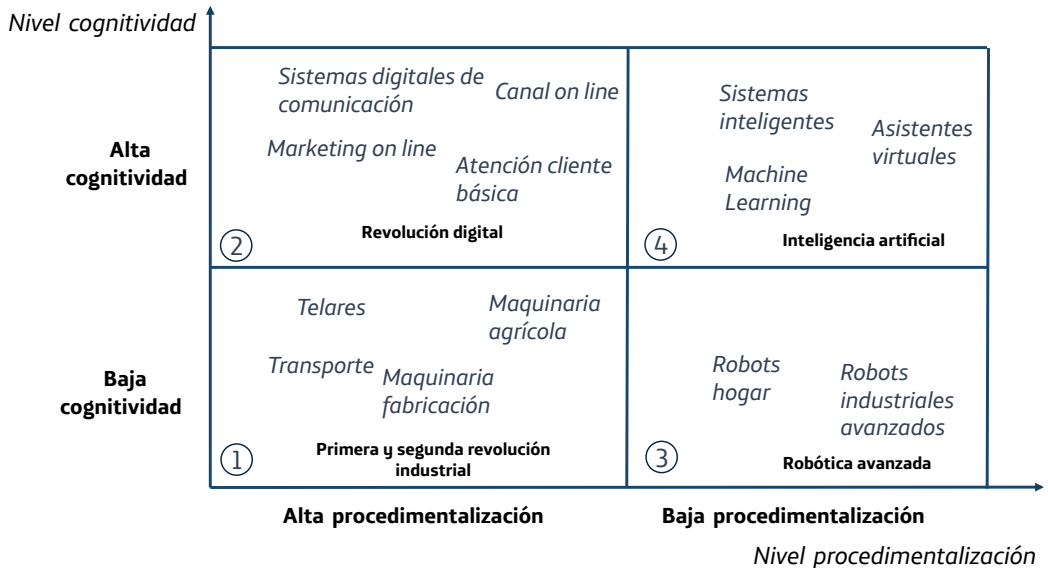 Nivel cognitividad
Alta
cognitividad
Sistemas digitales de
comunicación
Canal on line
Marketing on line
Atención cliente
básica
2
Revolución digital
Sistemas
inteligentes
Asistentes
virtuales
Machine
Learning
4
Inteligencia artificial
Baja
cognitividad
Telares
Maquinaria
agrícola
Transporte
Maquinaria
fabricación
1
Primera y segunda revolución
industrial
Robots
hogar
Robots
industriales
avanzados
3
Robótica avanzada
Alta procedimentalización
Baja procedimentalización
Nivel procedimentalización